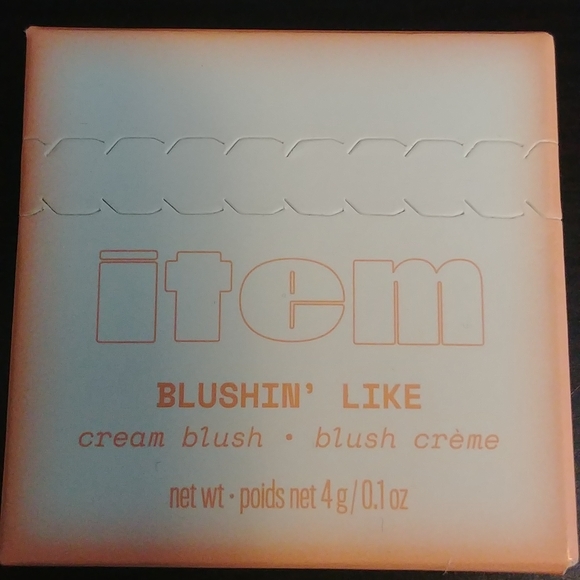 item
BLUSHIN' LIKE
cream blush • blush crème
net wt • poids net 4 g/0.1 oz